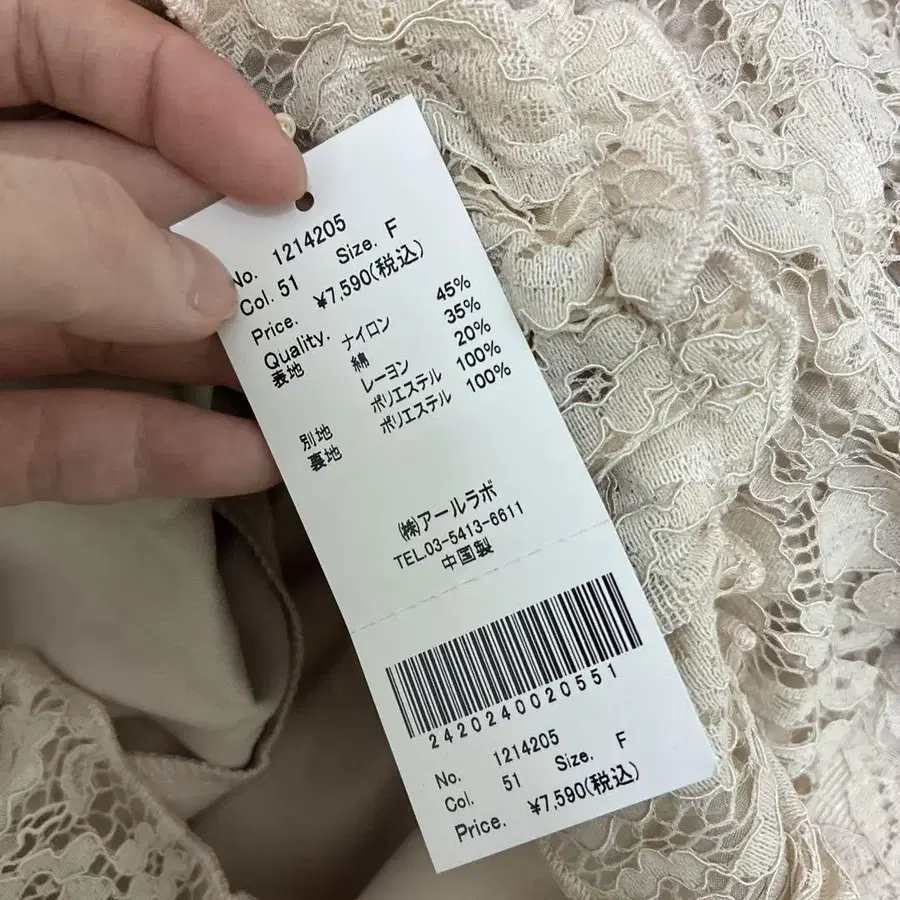 No. 1214205
Col. 51 Size. F
Price. ¥7,590(税込)
Quality.
表地 ナイロン 45%
綿 35%
レーヨン 20%
別地 ポリエステル 100%
裏地 ポリエステル 100%
㈱アールラボ
TEL.03-5413-6611
中国製
2420240020551
No. 1214205
Col. 51 Size. F
Price. ¥7,590(税込)